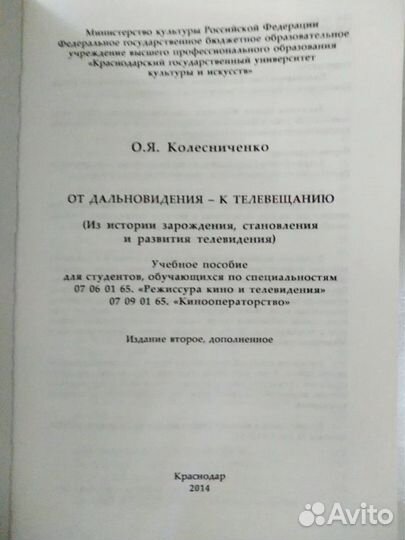 Министерство культуры Российской Федерации
Федеральное государственное бюджетное образовательное
учреждение высшего профессионального образования
«Краснодарский государственный университет
культуры и искусств»
О.Я. Колесниченко
ОТ ДАЛЬНОВИДЕНИЯ – К ТЕЛЕВЕЩАНИЮ
(Из истории зарождения, становления
и развития телевидения)
Учебное пособие
для студентов, обучающихся по специальностям
07 06 01 65. «Режиссура кино и телевидения»
07 09 01 65. «Кинооператорство»
Издание второе, дополненное
Краснодар
2014
Avito